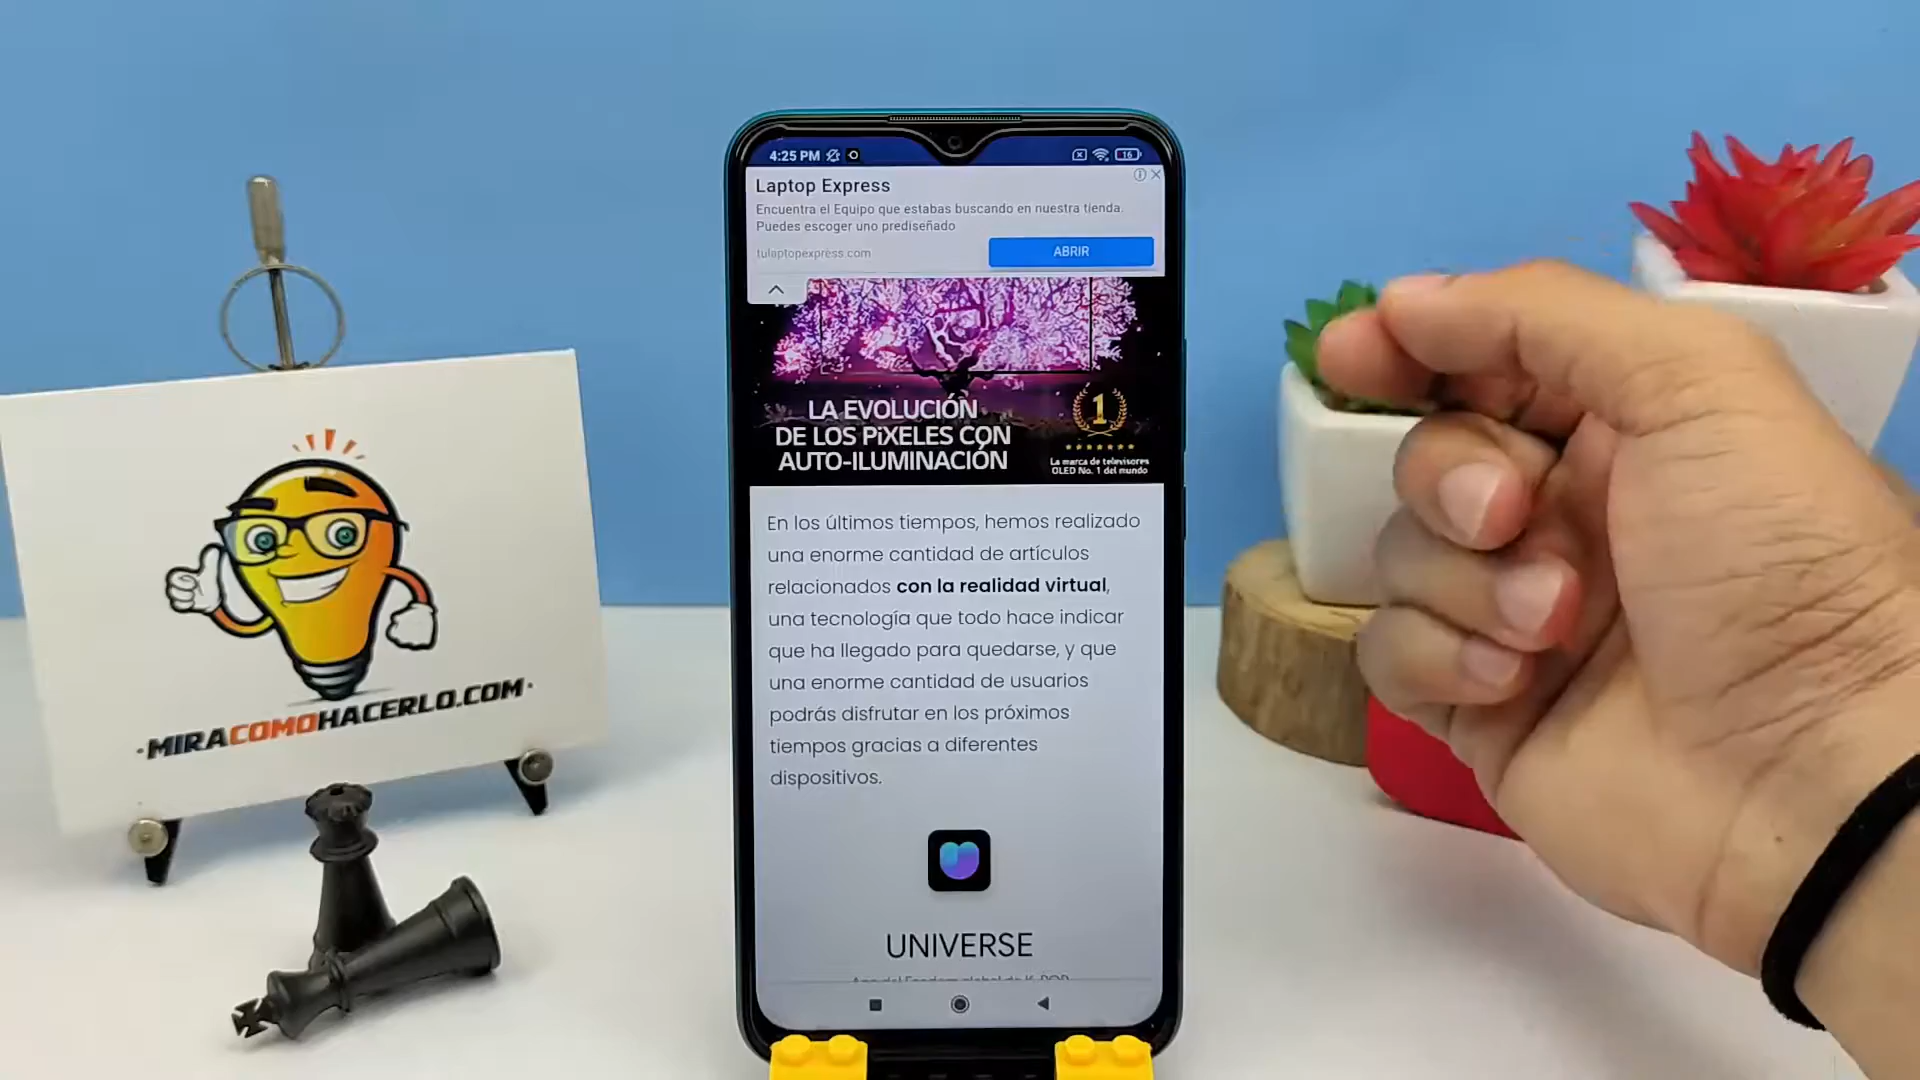 4:25 PM
16
Laptop Express
Encuentra el Equipo que estabas buscando en nuestra tienda.
Puedes escoger uno prediseñado
tulaptopexpress.com
ABRIR
LA EVOLUCIÓN
DE LOS PiXELES CON
AUTO-ILUMINACIÓN
1
La marca de televisores
OLED No. 1 del mundo
En los últimos tiempos, hemos realizado
una enorme cantidad de artículos
relacionados con la realidad virtual,
una tecnología que todo hace indicar
que ha llegado para quedarse, y que
una enorme cantidad de usuarios
podrás disfrutar en los próximos
tiempos gracias a diferentes
dispositivos.
UNIVERSE
·MIRACOMOHACERLO.COM·